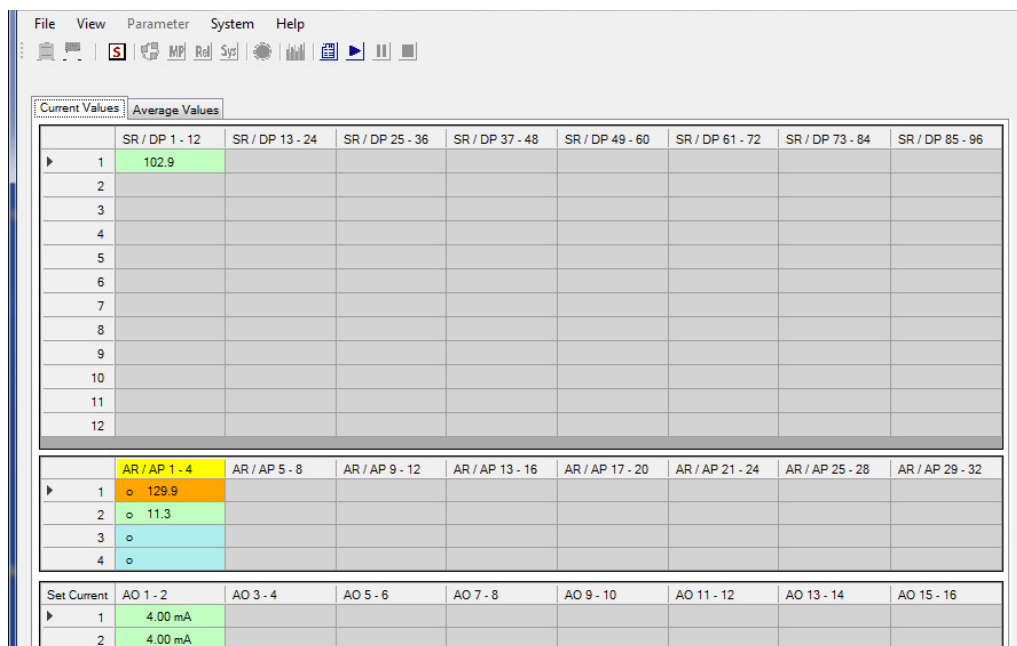 File View Parameter System Help
S MP Rel Sys
Current Values Average Values
SR / DP 1 - 12 SR / DP 13 - 24 SR / DP 25 - 36 SR / DP 37 - 48 SR / DP 49 - 60 SR / DP 61 - 72 SR / DP 73 - 84 SR / DP 85 - 96
1 102.9
2
3
4
5
6
7
8
9
10
11
12
AR / AP 1 - 4 AR / AP 5 - 8 AR / AP 9 - 12 AR / AP 13 - 16 AR / AP 17 - 20 AR / AP 21 - 24 AR / AP 25 - 28 AR / AP 29 - 32
1 o 129.9
2 o 11.3
3 o
4 o
Set Current AO 1 - 2 AO 3 - 4 AO 5 - 6 AO 7 - 8 AO 9 - 10 AO 11 - 12 AO 13 - 14 AO 15 - 16
1 4.00 mA
2 4.00 mA